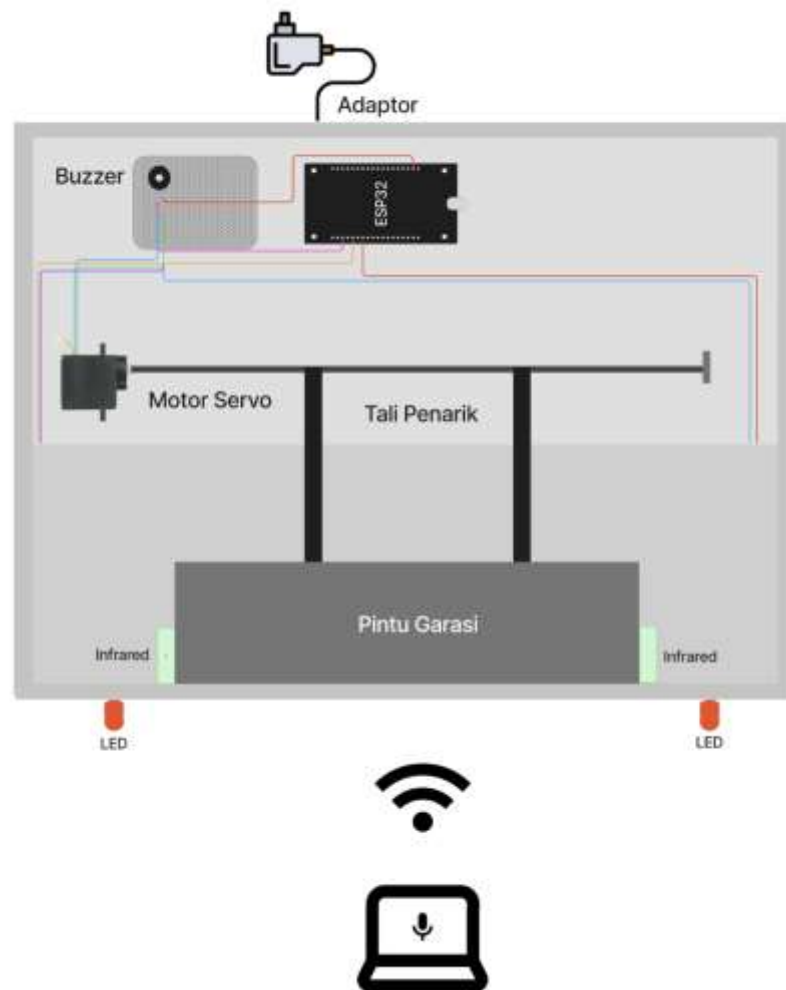 Adaptor
Buzzer
ESP32
Motor Servo
Tali Penarik
Pintu Garasi
Infrared
Infrared
LED
LED